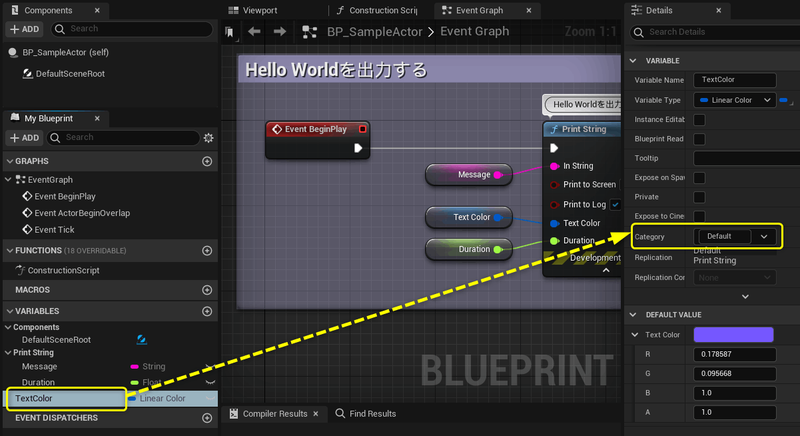 Components
+ ADD
Search
BP_SampleActor (self)
DefaultSceneRoot
My Blueprint
+ ADD
Search
GRAPHS
EventGraph
Event BeginPlay
Event ActorBeginOverlap
Event Tick
FUNCTIONS (18 OVERRIDABLE)
ConstructionScript
MACROS
VARIABLES
Components
DefaultSceneRoot
Print String
Message String
Duration Float
TextColor Linear Color
EVENT DISPATCHERS
Viewport
Construction Scrip
Event Graph
BP_SampleActor > Event Graph
Zoom 1:1
Hello Worldを出力する
Hello Worldを出力
Event BeginPlay
Print String
Message
In String
Print to Screen
Print to Log
Text Color
Text Color
Duration
Duration
Development
BLUEPRINT
Compiler Results
Find Results
Details
Search Details
VARIABLE
Variable Name TextColor
Variable Type Linear Color
Instance Editab
Blueprint Read
Tooltip
Expose on Spaw
Private
Expose to Cine
Category Default
Replication Default
Print String
Replication Cor None
DEFAULT VALUE
Text Color
R 0.178587
G 0.095668
B 1.0
A 1.0